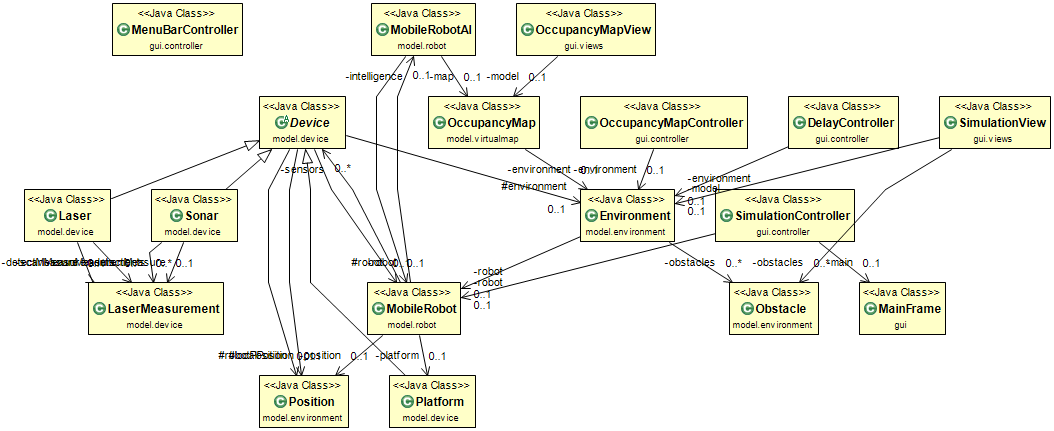 <<Java Class>>
MenuBarController
gui.controller
<<Java Class>>
MobileRobotAI
model.robot
<<Java Class>>
OccupancyMapView
gui.views
-intelligence
0..1
-map
0..1
-model
0..1
<<Java Class>>
Device
model.device
<<Java Class>>
OccupancyMap
model.virtualmap
<<Java Class>>
OccupancyMapController
gui.controller
<<Java Class>>
DelayController
gui.controller
<<Java Class>>
SimulationView
gui.views
-sensors
0..*
-environment
0..1
#environment
0..1
-environment
0..1
-model
0..1
<<Java Class>>
Laser
model.device
<<Java Class>>
Sonar
model.device
<<Java Class>>
Environment
model.environment
<<Java Class>>
SimulationController
gui.controller
0..*
0..1
#robot
0..1
-robot
-robot
0..1
0..1
-obstacles
0..*
-obstacles
0..*
-main
0..1
<<Java Class>>
LaserMeasurement
model.device
<<Java Class>>
MobileRobot
model.robot
<<Java Class>>
Obstacle
model.environment
<<Java Class>>
MainFrame
gui
-position
0..1
-platform
0..1
<<Java Class>>
Position
model.environment
<<Java Class>>
Platform
model.device